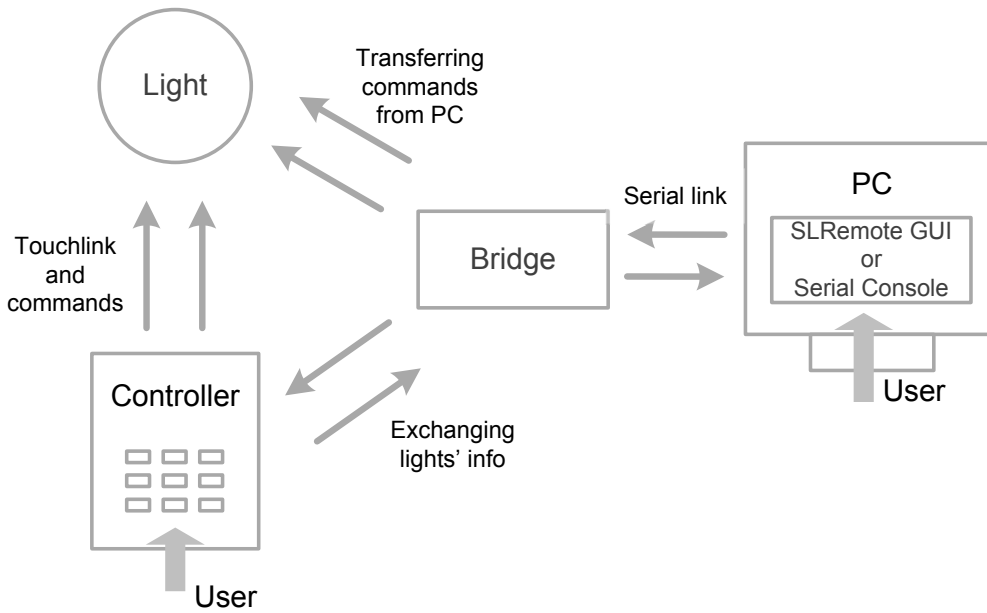 Light
Transferring
commands
from PC
Serial link
PC
SLRemote GUI
or
Serial Console
User
Bridge
Touchlink
and
commands
Controller
Exchanging
lights' info
User